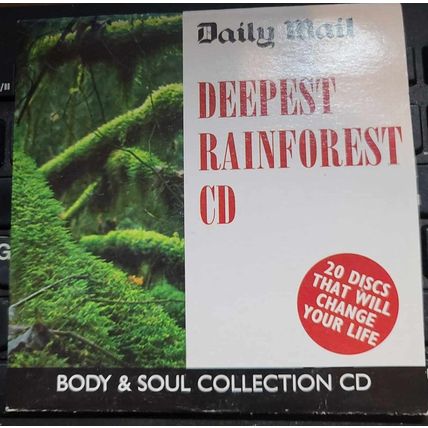 Daily Mail
DEEPEST
RAINFOREST
CD
20 DISCS
THAT WILL
CHANGE
YOUR LIFE
BODY & SOUL COLLECTION CD